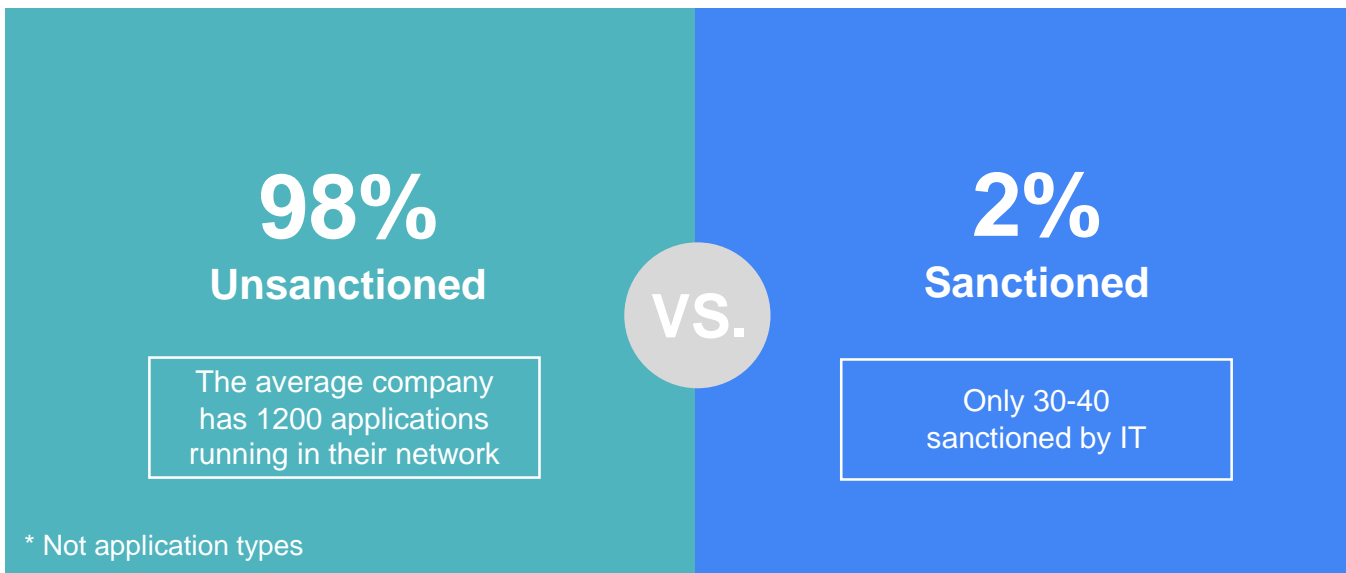 98%
Unsanctioned
The average company
has 1200 applications
running in their network
* Not application types
VS.
2%
Sanctioned
Only 30-40
sanctioned by IT